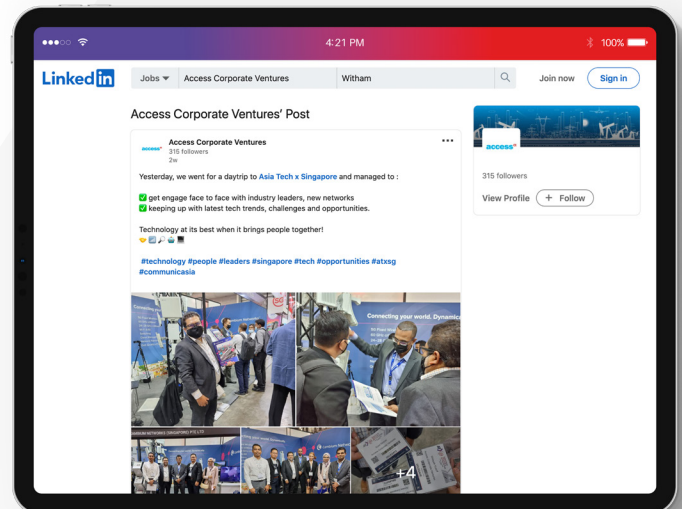 4:21 PM
100%
Linked in
Jobs
Access Corporate Ventures
Witham
Join now
Sign in
Access Corporate Ventures' Post
access
Access Corporate Ventures
315 followers
2w
Yesterday, we went for a daytrip to Asia Tech x Singapore and managed to :
✅ get engage face to face with industry leaders, new networks
✅ keeping up with latest tech trends, challenges and opportunities.
Technology at its best when it brings people together!
#technology #people #leaders #singapore #tech #opportunities #atxsg
#communicasia
access
315 followers
View Profile
+ Follow
Connecting your world. Dynamic
+4